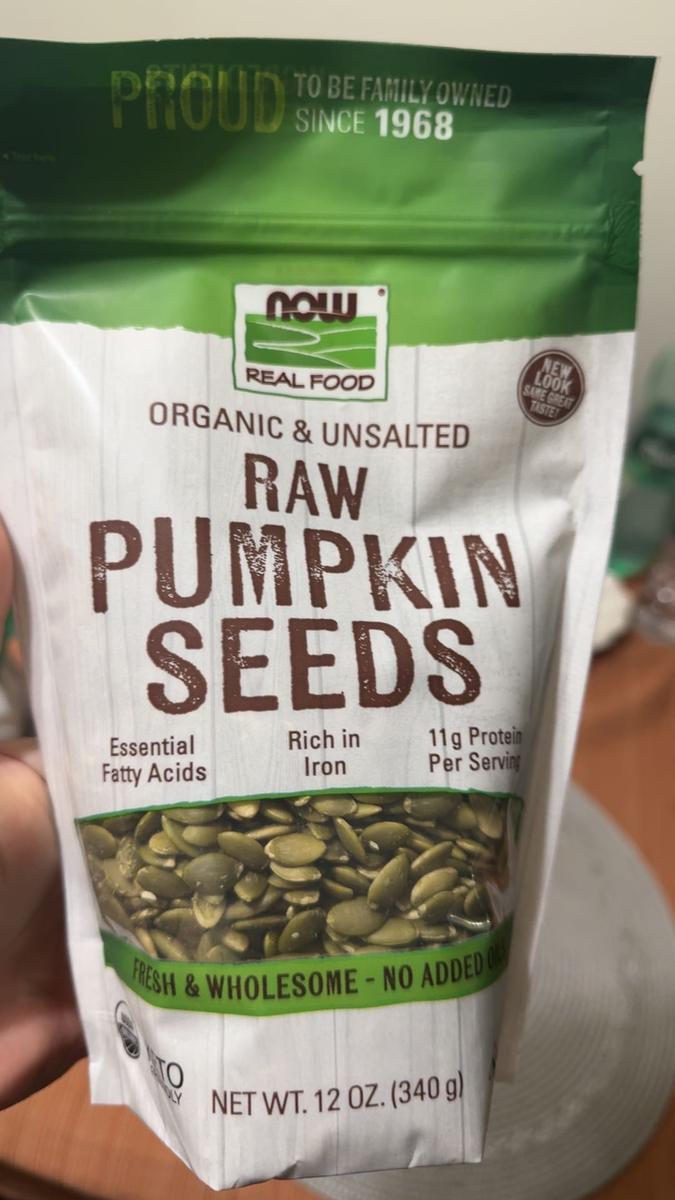 PROUD TO BE FAMILY OWNED
SINCE 1968
now
REAL FOOD®
NEW
LOOK
SAME GREAT
TASTE!
ORGANIC & UNSALTED
RAW
PUMPKIN
SEEDS
Essential
Fatty Acids
Rich in
Iron
11g Protein
Per Serving
FRESH & WHOLESOME - NO ADDED
NET WT. 12 OZ. (340 g)